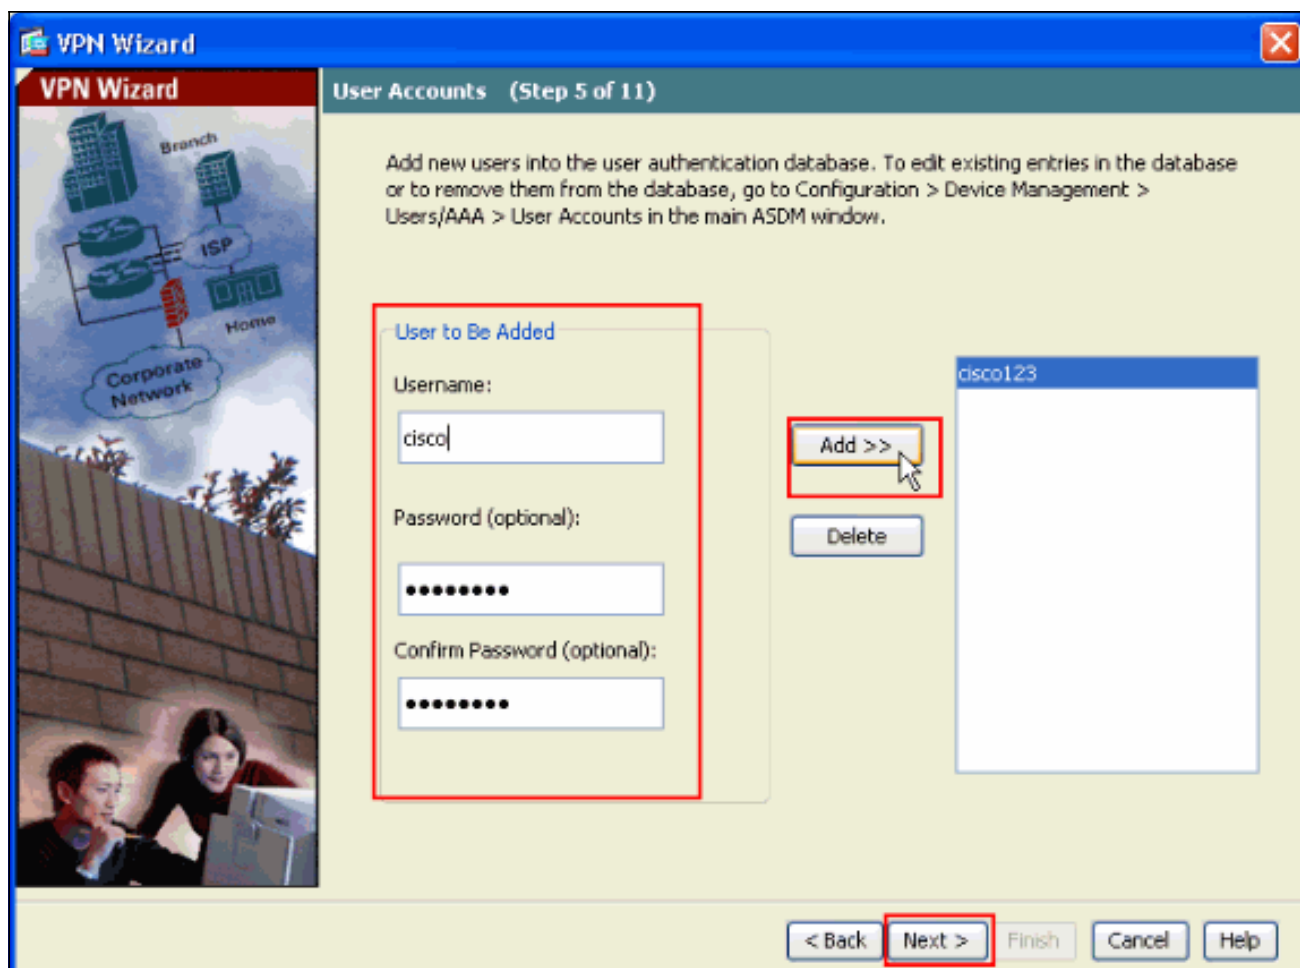 VPN Wizard
VPN Wizard
User Accounts (Step 5 of 11)
Branch
ISP
Home
Corporate
Network
Add new users into the user authentication database. To edit existing entries in the database
or to remove them from the database, go to Configuration > Device Management >
Users/AAA > User Accounts in the main ASDM window.
User to Be Added
Username:
cisco
Password (optional):
••••••••
Confirm Password (optional):
••••••••
Add >>
Delete
cisco123
< Back
Next >
Finish
Cancel
Help